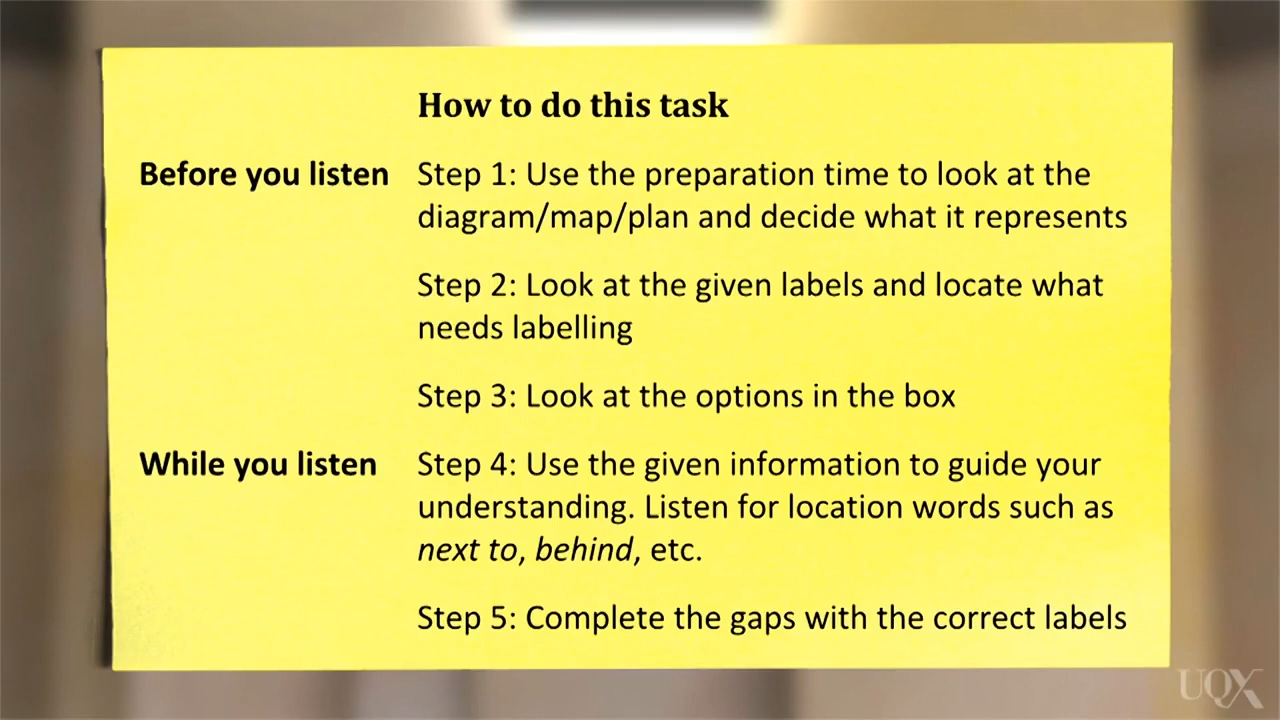 How to do this task
Before you listen Step 1: Use the preparation time to look at the
diagram/map/plan and decide what it represents
Step 2: Look at the given labels and locate what
needs labelling
Step 3: Look at the options in the box
While you listen Step 4: Use the given information to guide your
understanding. Listen for location words such as
next to, behind, etc.
Step 5: Complete the gaps with the correct labels
UQX